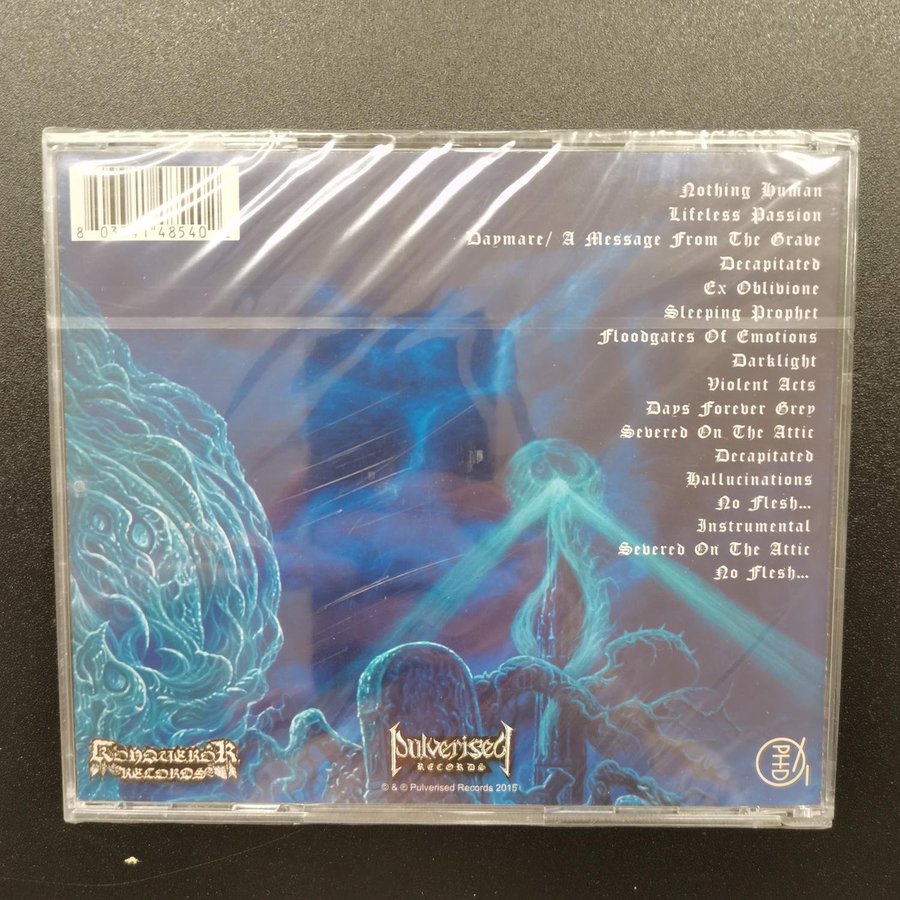 Nothing Human
Lifeless Passion
Daymare/ A Message From The Grave
Decapitated
Ex Oblivione
Sleeping Prophet
Floodgates Of Emotions
Darklight
Violent Acts
Days Forever Grey
Severed On The Attic
Decapitated
Hallucinations
No Flesh...
Instrumental
Severed On The Attic
No Flesh...
Konqueror
Records
Pulverised
RECORDS
© & ℗ Pulverised Records 2015
PHD